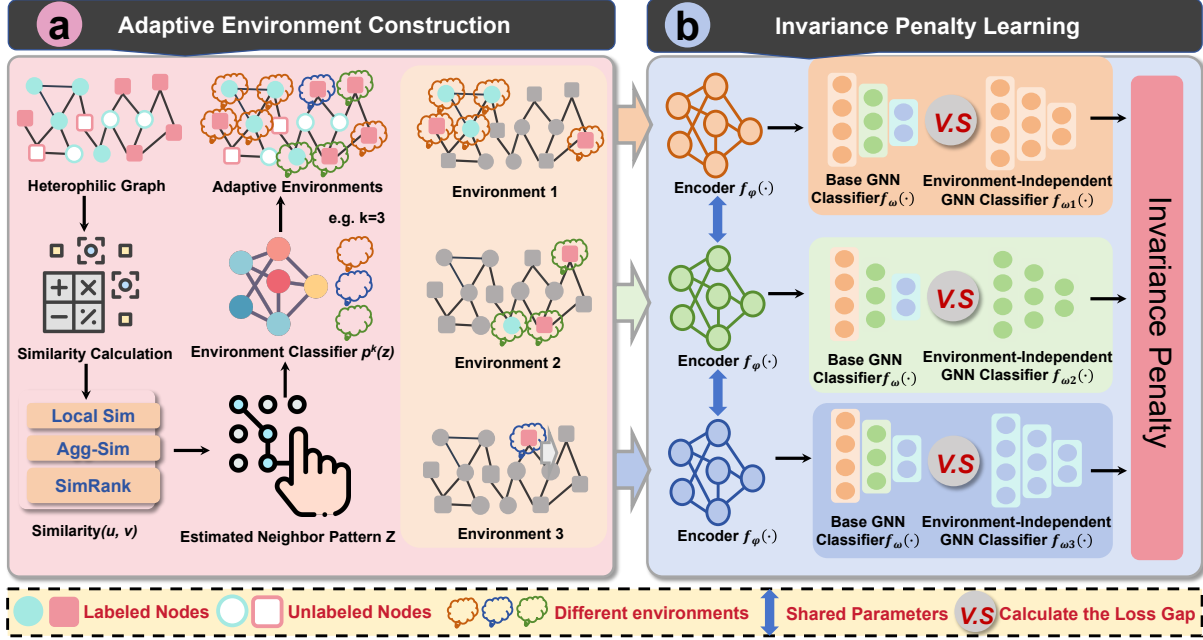 a Adaptive Environment Construction
b Invariance Penalty Learning
Heterophilic Graph
Adaptive Environments
e.g. k=3
Similarity Calculation
Environment Classifier p^k(z)
Local Sim
Agg-Sim
SimRank
Similarity(u, v)
Estimated Neighbor Pattern Z
Environment 1
Environment 2
Environment 3
Encoder f_φ(·)
V.S
Base GNN
Classifier f_ω(·)
Environment-Independent
GNN Classifier f_ω1(·)
Encoder f_φ(·)
V.S
Base GNN
Classifier f_ω(·)
Environment-Independent
GNN Classifier f_ω2(·)
Encoder f_φ(·)
V.S
Base GNN
Classifier f_ω(·)
Environment-Independent
GNN Classifier f_ω3(·)
Invariance Penalty
Labeled Nodes
Unlabeled Nodes
Different environments
Shared Parameters
V.S Calculate the Loss Gap